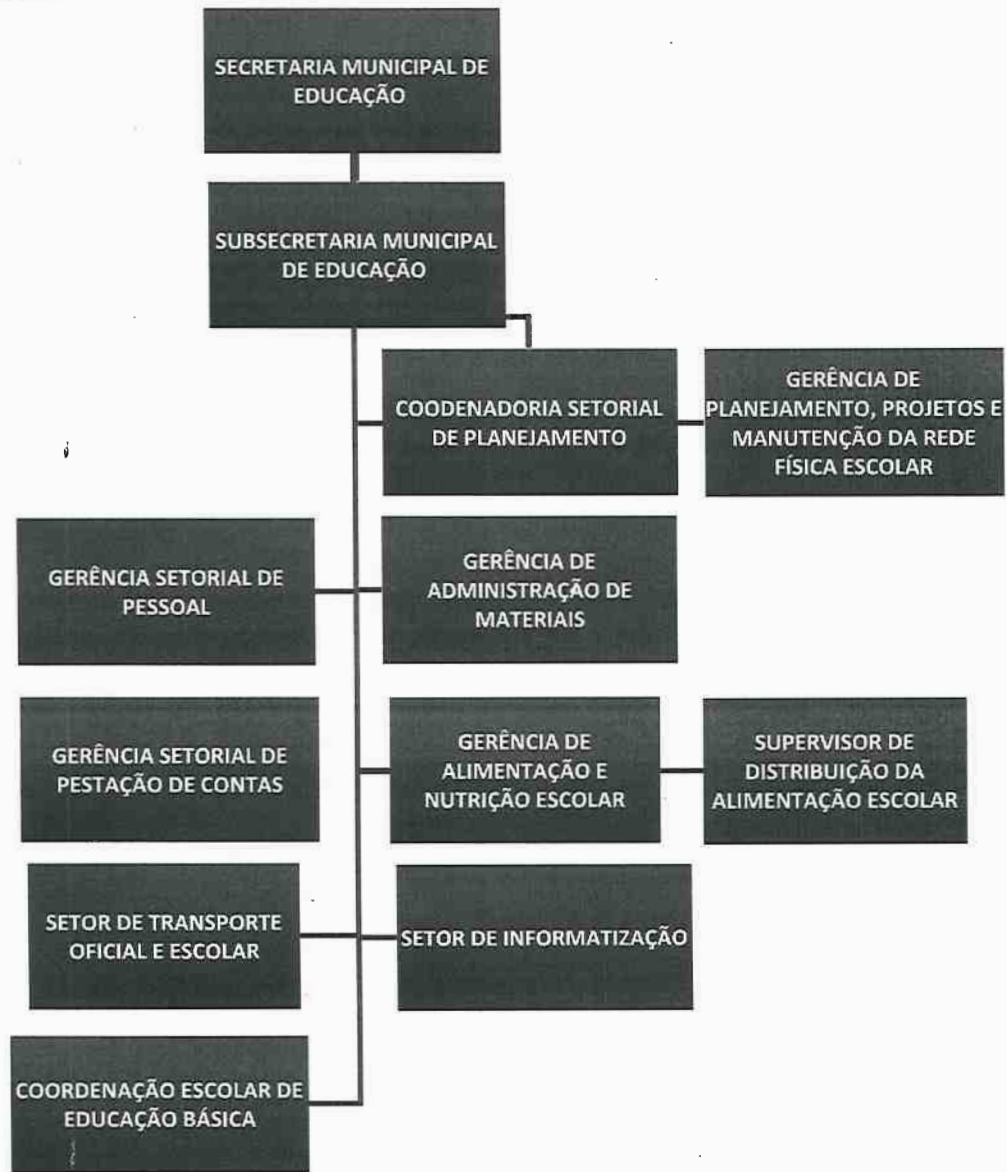 SECRETARIA MUNICIPAL DE
EDUCAÇÃO
SUBSECRETARIA MUNICIPAL
DE EDUCAÇÃO
COODENADORIA SETORIAL
DE PLANEJAMENTO
GERÊNCIA DE
PLANEJAMENTO, PROJETOS E
MANUTENÇÃO DA REDE
FÍSICA ESCOLAR
GERÊNCIA SETORIAL DE
PESSOAL
GERÊNCIA DE
ADMINISTRAÇÃO DE
MATERIAIS
GERÊNCIA SETORIAL DE
PESTAÇÃO DE CONTAS
GERÊNCIA DE
ALIMENTAÇÃO E
NUTRIÇÃO ESCOLAR
SUPERVISOR DE
DISTRIBUIÇÃO DA
ALIMENTAÇÃO ESCOLAR
SETOR DE TRANSPORTE
OFICIAL E ESCOLAR
SETOR DE INFORMATIZAÇÃO
COORDENAÇÃO ESCOLAR DE
EDUCAÇÃO BÁSICA